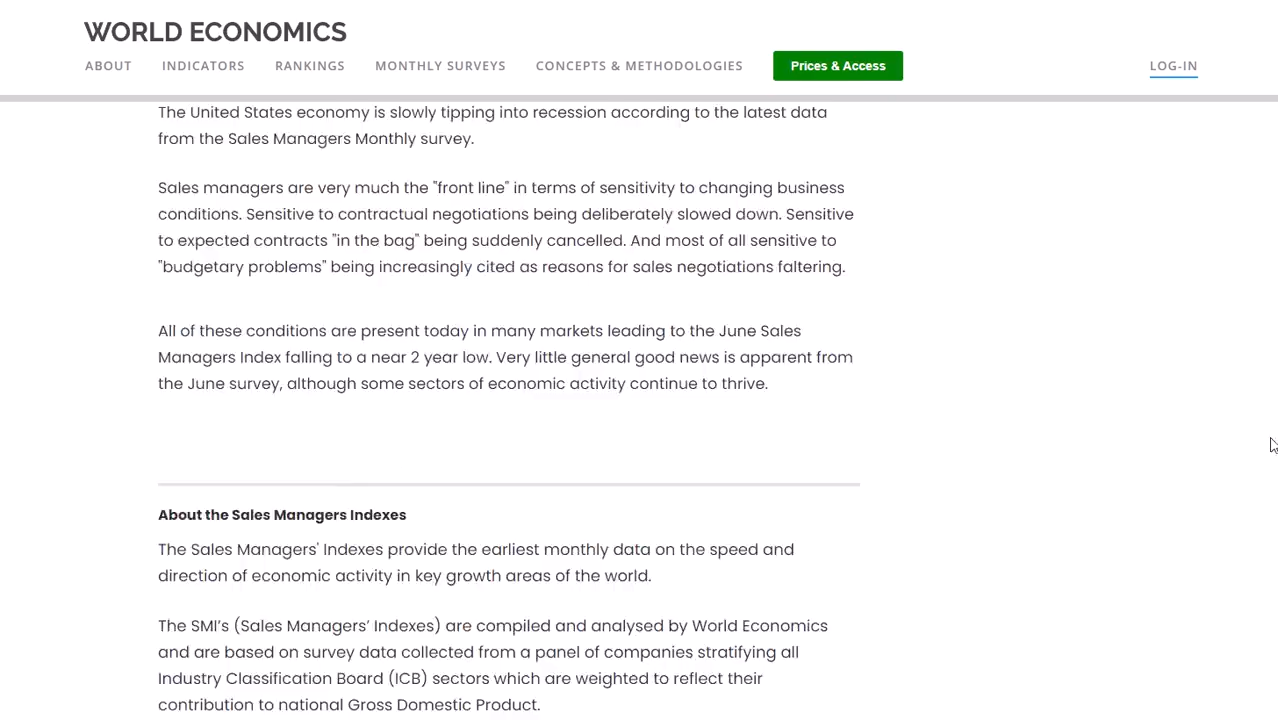 WORLD ECONOMICS
ABOUT INDICATORS RANKINGS MONTHLY SURVEYS CONCEPTS & METHODOLOGIES Prices & Access LOG-IN
The United States economy is slowly tipping into recession according to the latest data
from the Sales Managers Monthly survey.
Sales managers are very much the "front line" in terms of sensitivity to changing business
conditions. Sensitive to contractual negotiations being deliberately slowed down. Sensitive
to expected contracts "in the bag" being suddenly cancelled. And most of all sensitive to
"budgetary problems" being increasingly cited as reasons for sales negotiations faltering.
All of these conditions are present today in many markets leading to the June Sales
Managers Index falling to a near 2 year low. Very little general good news is apparent from
the June survey, although some sectors of economic activity continue to thrive.
About the Sales Managers Indexes
The Sales Managers' Indexes provide the earliest monthly data on the speed and
direction of economic activity in key growth areas of the world.
The SMI’s (Sales Managers’ Indexes) are compiled and analysed by World Economics
and are based on survey data collected from a panel of companies stratifying all
Industry Classification Board (ICB) sectors which are weighted to reflect their
contribution to national Gross Domestic Product.